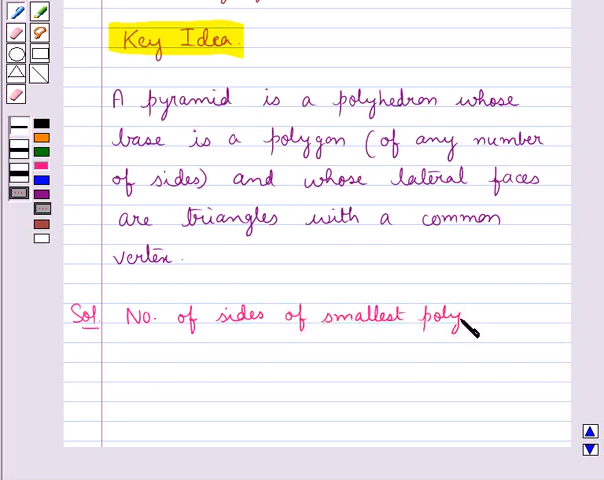 Key Idea.
A pyramid is a polyhedron whose
base is a polygon (of any number
of sides) and whose lateral faces
are triangles with a common
vertex.
Sol. No. of sides of smallest poly